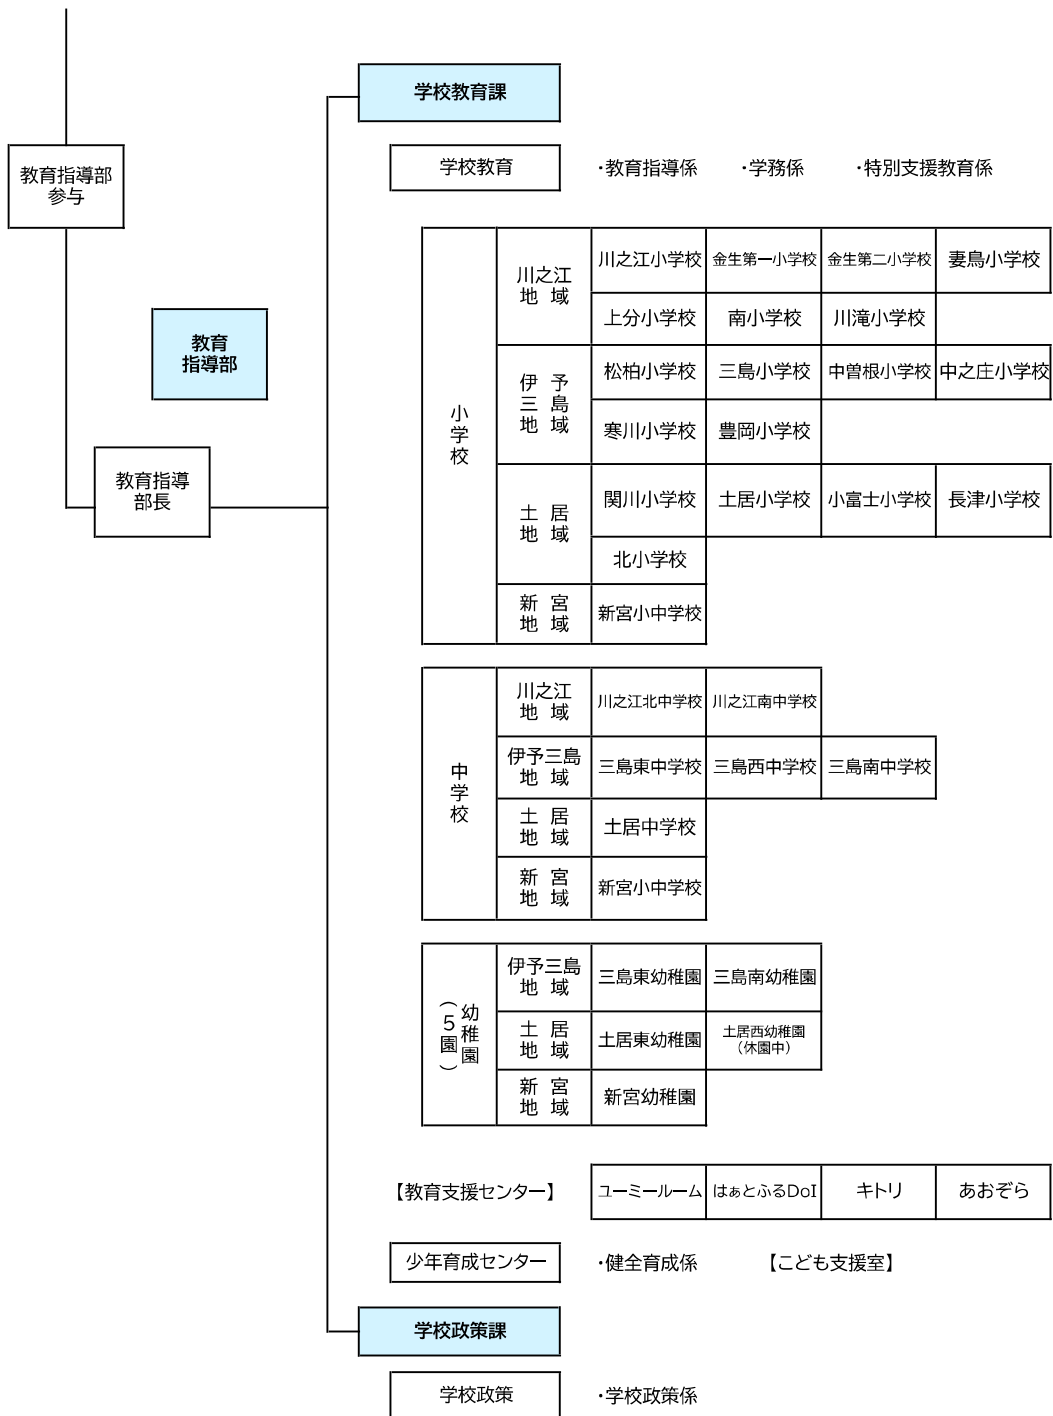 学校教育課
教育指導部
参与
学校教育
・教育指導係
・学務係
・特別支援教育係
教育
指導部
教育指導
部長
小学校
川之江
地 域
川之江小学校
金生第一小学校
金生第二小学校
妻鳥小学校
上分小学校
南小学校
川滝小学校
伊 予
三 島
地 域
松柏小学校
三島小学校
中曽根小学校
中之庄小学校
寒川小学校
豊岡小学校
土 居
地 域
関川小学校
土居小学校
小富士小学校
長津小学校
北小学校
新 宮
地 域
新宮小中学校
中学校
川之江
地 域
川之江北中学校
川之江南中学校
伊予三島
地 域
三島東中学校
三島西中学校
三島南中学校
土 居
地 域
土居中学校
新 宮
地 域
新宮小中学校
幼稚園
(5園)
伊予三島
地 域
三島東幼稚園
三島南幼稚園
土 居
地 域
土居東幼稚園
土居西幼稚園
(休園中)
新 宮
地 域
新宮幼稚園
【教育支援センター】
ユーミールーム
はぁとふるDoI
キトリ
あおぞら
少年育成センター
・健全育成係
【こども支援室】
学校政策課
学校政策
・学校政策係